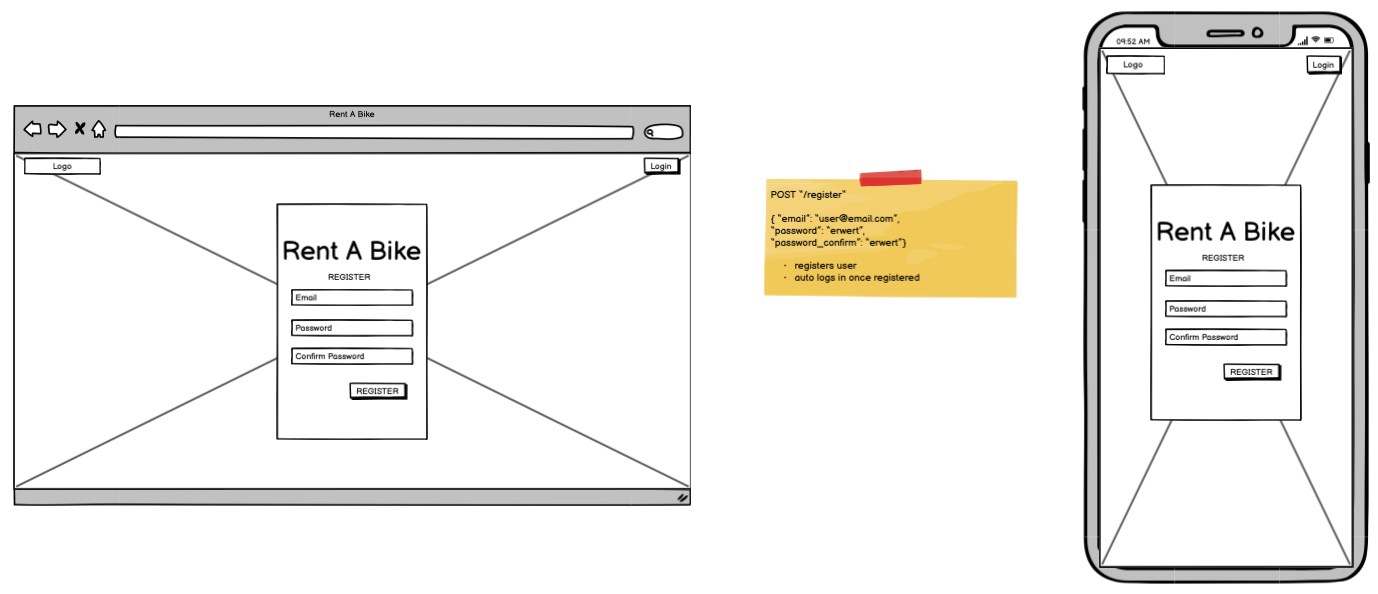 Rent A Bike
Logo
Login
Rent A Bike
REGISTER
Email
Password
Confirm Password
REGISTER
POST "/register"
{ "email": "user@email.com",
"password": "erwert",
"password_confirm": "erwert"}
· registers user
· auto logs in once registered
09:52 AM
Logo
Login
Rent A Bike
REGISTER
Email
Password
Confirm Password
REGISTER